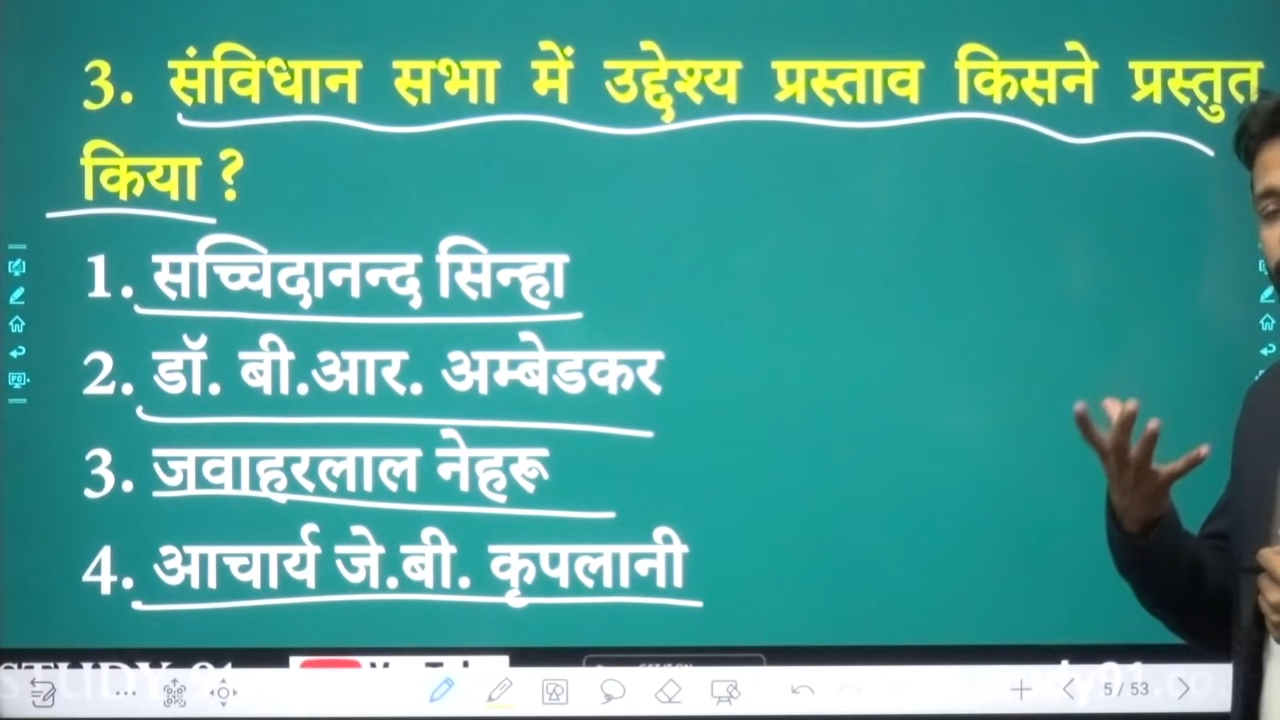 3. संविधान सभा में उद्देश्य प्रस्ताव किसने प्रस्तुत
किया ?
1. सच्चिदानन्द सिन्हा
2. डॉ. बी.आर. अम्बेडकर
3. जवाहरलाल नेहरू
4. आचार्य जे.बी. कृपलानी
5 / 53